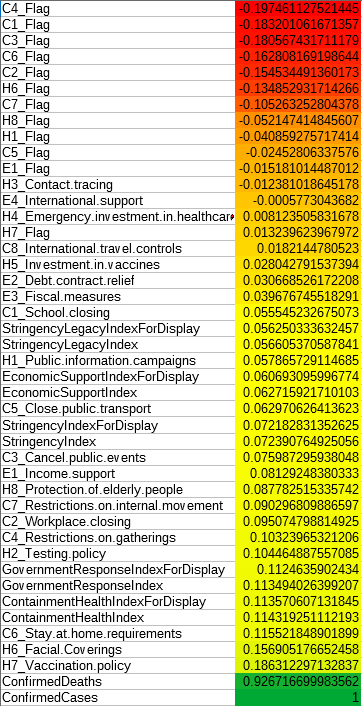 C4_Flag -0.197461127521445
C1_Flag -0.183201061671357
C3_Flag -0.180567431711179
C6_Flag -0.162808168198644
C2_Flag -0.154534491360173
H6_Flag -0.134852931714266
C7_Flag -0.105263252804378
H8_Flag -0.052147414845607
H1_Flag -0.040859275717414
C5_Flag -0.02452806337576
E1_Flag -0.015181014487012
H3_Contact.tracing -0.012381018645178
E4_International.support -0.0005773043682
H4_Emergency.investment.in.healthcar 0.008123505831678
H7_Flag 0.013239623967972
C8_International.travel.controls 0.0182144780523
H5_Investment.in.vaccines 0.028042791537394
E2_Debt.contract.relief 0.030668526172208
E3_Fiscal.measures 0.039676745518291
C1_School.closing 0.055545232675073
StringencyLegacyIndexForDisplay 0.056250333632457
StringencyLegacyIndex 0.056605370587841
H1_Public.information.campaigns 0.057865729114685
EconomicSupportIndexForDisplay 0.060693095996774
EconomicSupportIndex 0.062715921710103
C5_Close.public.transport 0.062970626413623
StringencyIndexForDisplay 0.072182831352625
StringencyIndex 0.072390764925056
C3_Cancel.public.events 0.075987295938048
E1_Income.support 0.08129248380333
H8_Protection.of.elderly.people 0.087782515335742
C7_Restrictions.on.internal.movement 0.090296809886597
C2_Workplace.closing 0.095074798814925
C4_Restrictions.on.gatherings 0.10323965321206
H2_Testing.policy 0.104464887557085
GovernmentResponseIndexForDisplay 0.1124635902434
GovernmentResponseIndex 0.113494026399207
ContainmentHealthIndexForDisplay 0.113570607131845
ContainmentHealthIndex 0.114319251112193
C6_Stay.at.home.requirements 0.115521848901899
H6_Facial.Coverings 0.156905176652458
H7_Vaccination.policy 0.186312297132837
ConfirmedDeaths 0.926716699983562
ConfirmedCases 1